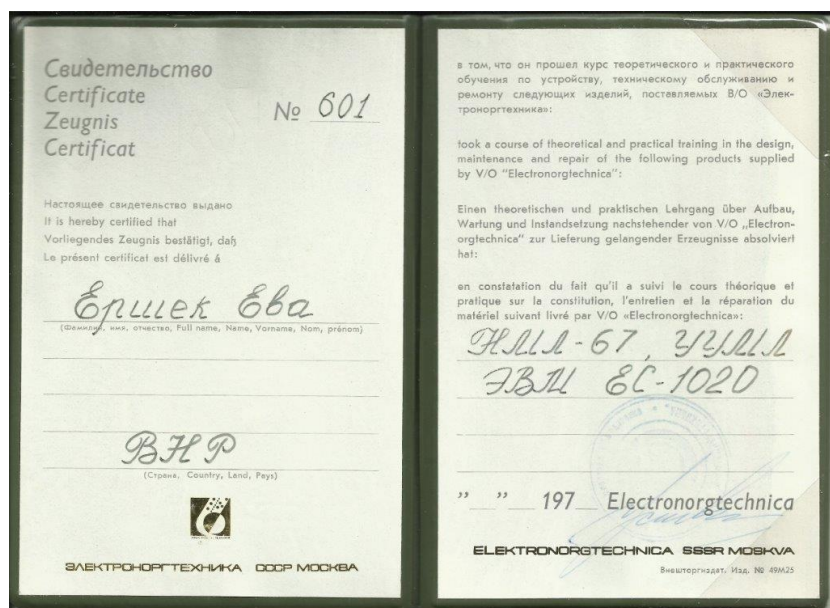 Свидетельство
Certificate
Zeugnis
Certificat
№ 601
Настоящее свидетельство выдано
It is hereby certified that
Vorliegendes Zeugnis bestätigt, daß
Le présent certificat est délivré á
Ершек Ева
(Фамилия, имя, отчество, Full name, Name, Vorname, Nom, prénom)
ВНР
(Страна, Country, Land, Pays)
ЭЛЕКТРОНОРГТЕХНИКА СССР МОСКВА
в том, что он прошел курс теоретического и практического
обучения по устройству, техническому обслуживанию и
ремонту следующих изделий, поставляемых В/О «Элек-
троноргтехника»:
took a course of theoretical and practical training in the design,
maintenance and repair of the following products supplied
by V/O "Electronorgtechnica":
Einen theoretischen und praktischen Lehrgang über Aufbau,
Wartung und Instandsetzung nachstehender von V/O „Electron-
orgtechnica" zur Lieferung gelangender Erzeugnisse absolviert
hat:
en constatation du fait qu'il a suivi le cours théorique et
pratique sur la constitution, l'entretien et la réparation du
matériel suivant livré par V/O «Electronorgtechnica»:
НМЛ-67, УУМЛ
ЭВМ ЕС-1020
" " 197 Electronorgtechnica
ELEKTRONORGTECHNICA SSSR MOSKVA
Внешторгиздат. Изд. № 49М25